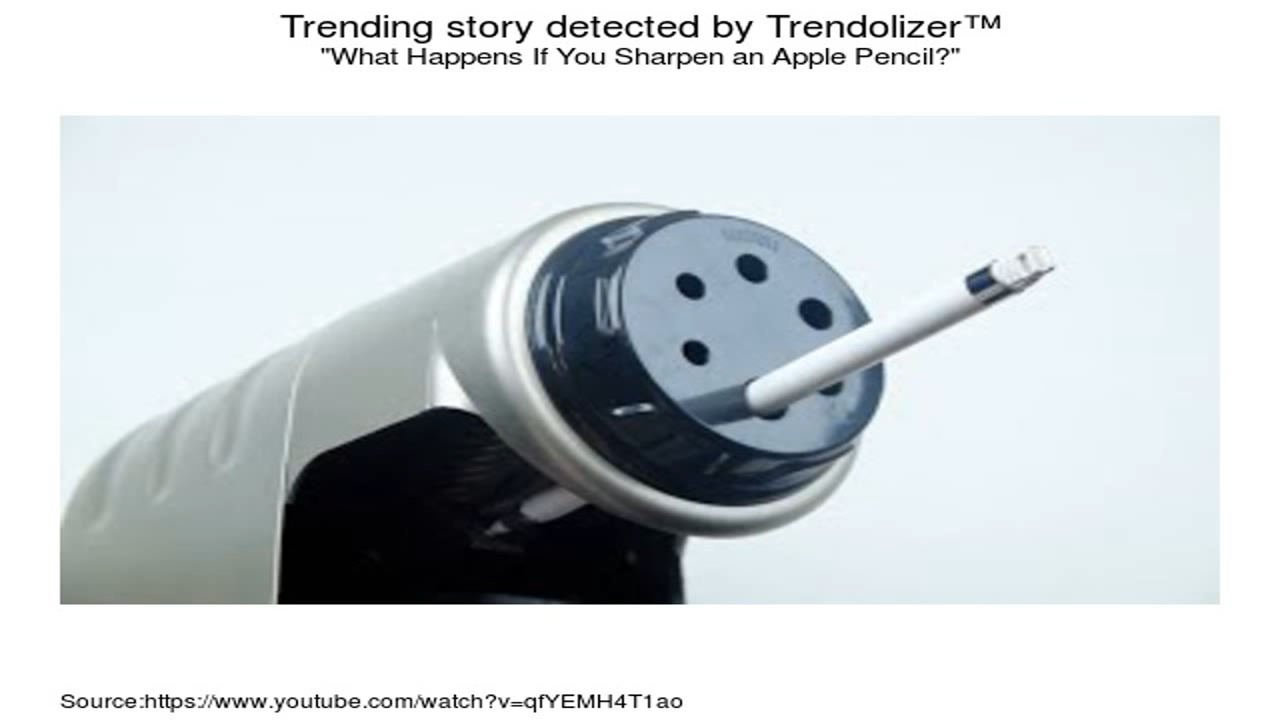 Trending story detected by Trendolizer™
"What Happens If You Sharpen an Apple Pencil?"
Source:https://www.youtube.com/watch?v=qfYEMH4T1ao